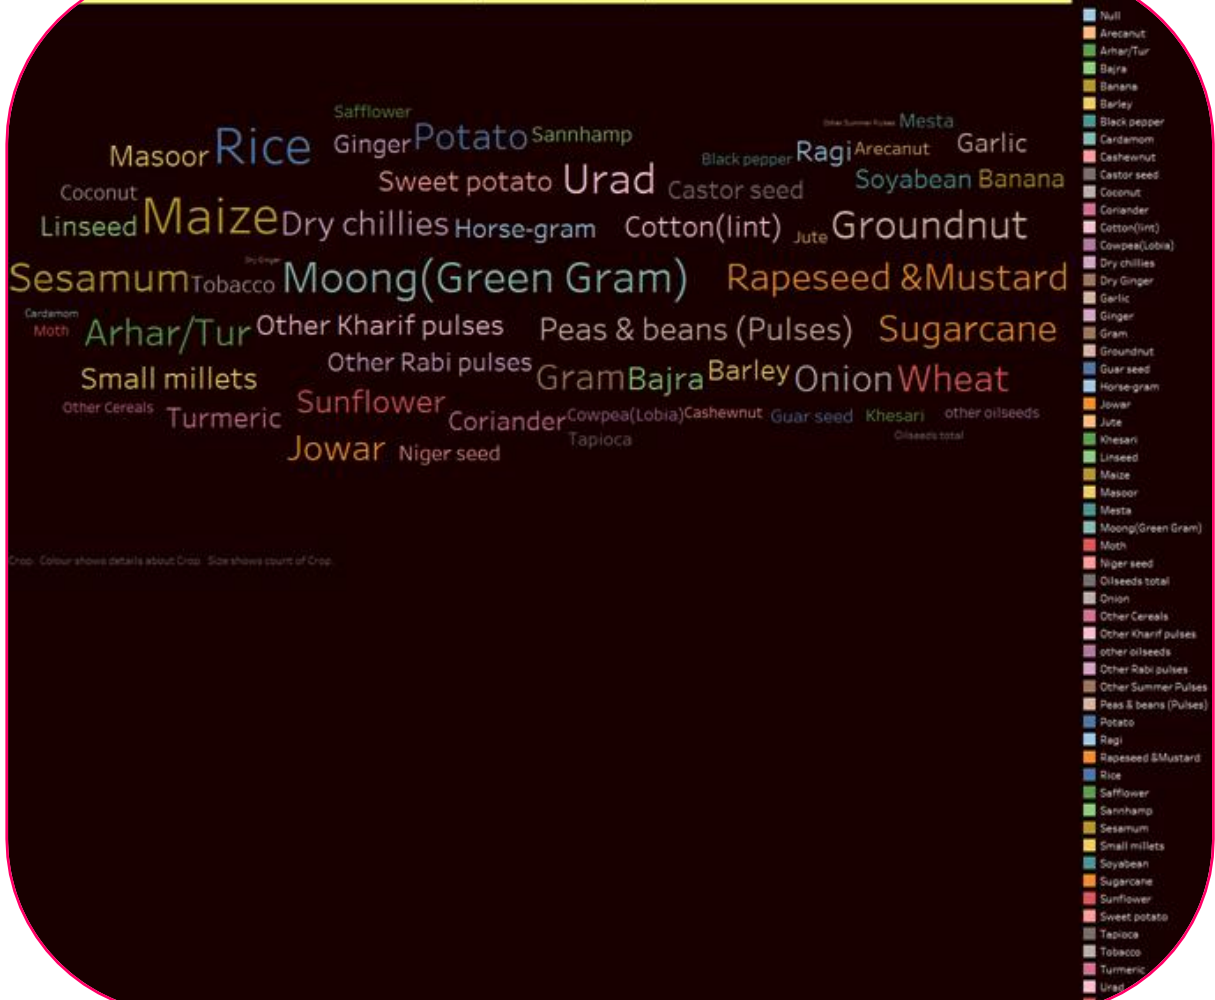 Safflower
Other Summer Pulses Mesta
Masoor Rice Ginger Potato Sannhamp Garlic
Black pepper Ragi Arecanut
Coconut Sweet potato Urad Castor seed Soyabean Banana
Linseed Maize Dry chillies Horse-gram Cotton(lint) Jute Groundnut
Dry Ginger
Sesamum Tobacco Moong(Green Gram) Rapeseed &Mustard
Cardamom
Moth Arhar/Tur Other Kharif pulses Peas & beans (Pulses) Sugarcane
Other Rabi pulses
Small millets Gram Bajra Barley Onion Wheat
Other Cereals Turmeric Sunflower Coriander Cowpea(Lobia) Cashewnut Guar seed Khesari other oilseeds
Tapioca Oilseeds total
Jowar Niger seed
Crop. Colour shows details about Crop. Size shows count of Crop.
Null
Arecanut
Arhar/Tur
Bajra
Banana
Barley
Black pepper
Cardamom
Cashewnut
Castor seed
Coconut
Coriander
Cotton(lint)
Cowpea(Lobia)
Dry chillies
Dry Ginger
Garlic
Ginger
Gram
Groundnut
Guar seed
Horse-gram
Jowar
Jute
Khesari
Linseed
Maize
Masoor
Mesta
Moong(Green Gram)
Moth
Niger seed
Oilseeds total
Onion
Other Cereals
Other Kharif pulses
other oilseeds
Other Rabi pulses
Other Summer Pulses
Peas & beans (Pulses)
Potato
Ragi
Rapeseed &Mustard
Rice
Safflower
Sannhamp
Sesamum
Small millets
Soyabean
Sugarcane
Sunflower
Sweet potato
Tapioca
Tobacco
Turmeric
Urad